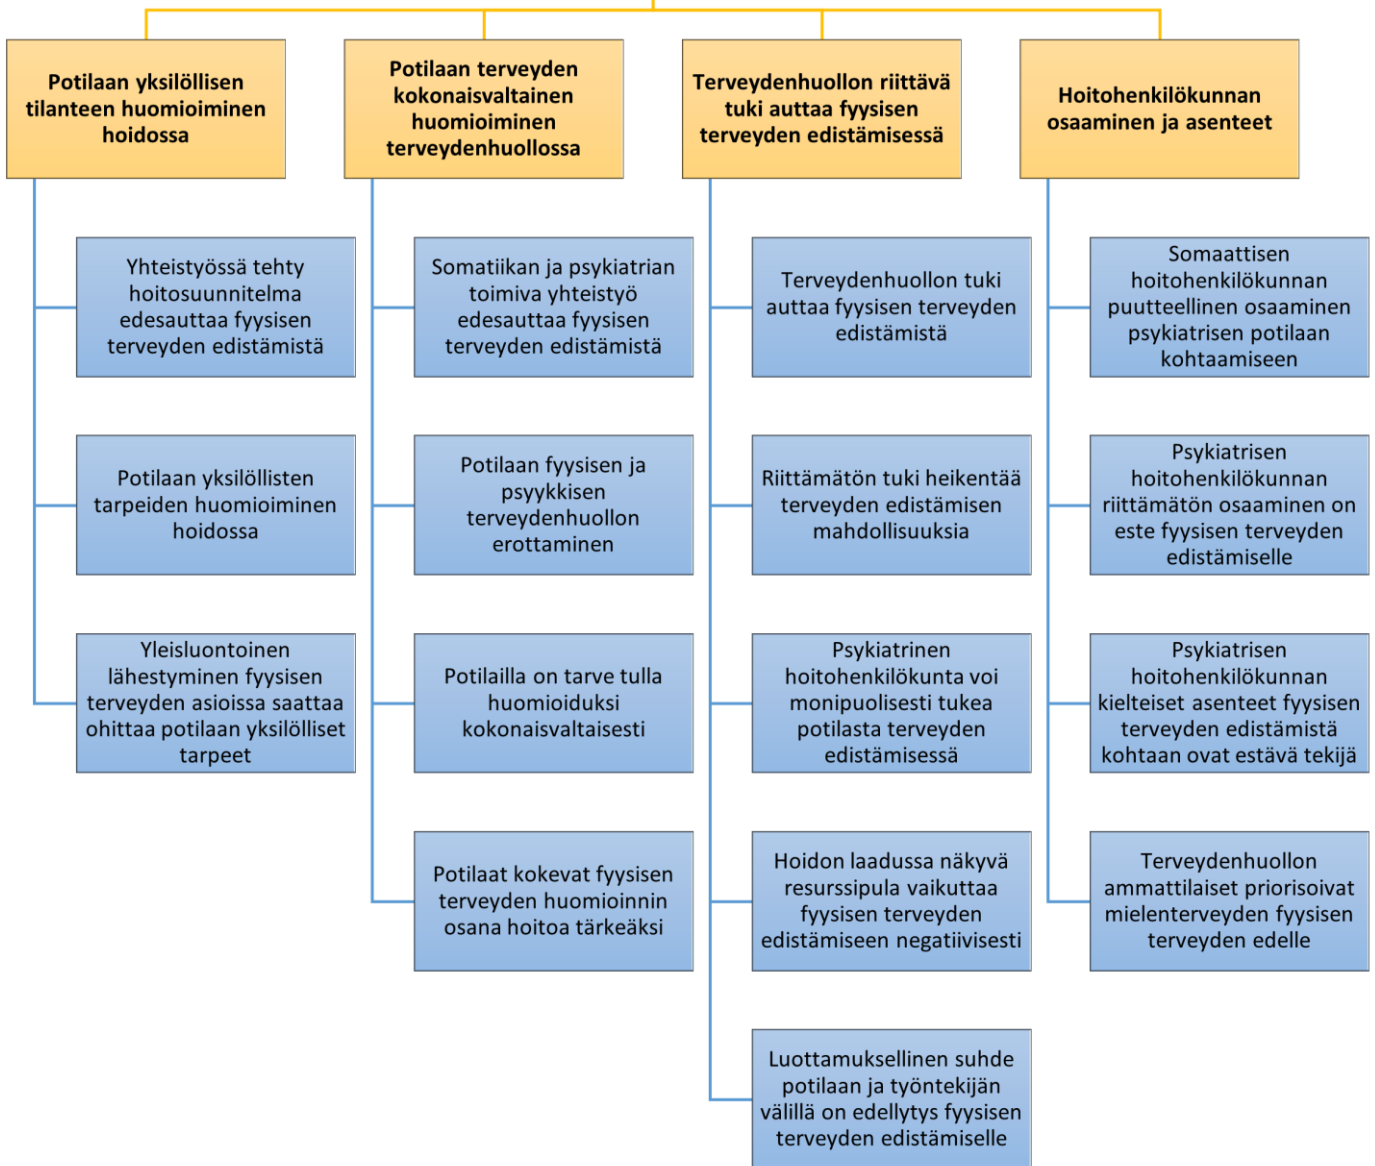 Potilaan yksilöllisen
tilanteen huomioiminen
hoidossa
Yhteistyössä tehty
hoitosuunnitelma
edesauttaa fyysisen
terveyden edistämistä
Potilaan yksilöllisten
tarpeiden huomioiminen
hoidossa
Yleisluontoinen
lähestyminen fyysisen
terveyden asioissa saattaa
ohittaa potilaan yksilölliset
tarpeet
Potilaan terveyden
kokonaisvaltainen
huomioiminen
terveydenhuollossa
Somatiikan ja psykiatrian
toimiva yhteistyö
edesauttaa fyysisen
terveyden edistämistä
Potilaan fyysisen ja
psyykkisen
terveydenhuollon
erottaminen
Potilailla on tarve tulla
huomioiduksi
kokonaisvaltaisesti
Potilaat kokevat fyysisen
terveyden huomioinnin
osana hoitoa tärkeäksi
Terveydenhuollon riittävä
tuki auttaa fyysisen
terveyden edistämisessä
Terveydenhuollon tuki
auttaa fyysisen terveyden
edistämistä
Riittämätön tuki heikentää
terveyden edistämisen
mahdollisuuksia
Psykiatrinen
hoitohenkilökunta voi
monipuolisesti tukea
potilasta terveyden
edistämisessä
Hoidon laadussa näkyvä
resurssipula vaikuttaa
fyysisen terveyden
edistämiseen negatiivisesti
Luottamuksellinen suhde
potilaan ja työntekijän
välillä on edellytys fyysisen
terveyden edistämiselle
Hoitohenkilökunnan
osaaminen ja asenteet
Somaattisen
hoitohenkilökunnan
puutteellinen osaaminen
psykiatrisen potilaan
kohtaamiseen
Psykiatrisen
hoitohenkilökunnan
riittämätön osaaminen on
este fyysisen terveyden
edistämiselle
Psykiatrisen
hoitohenkilökunnan
kielteiset asenteet fyysisen
terveyden edistämistä
kohtaan ovat estävä tekijä
Terveydenhuollon
ammattilaiset priorisoivat
mielenterveyden fyysisen
terveyden edelle